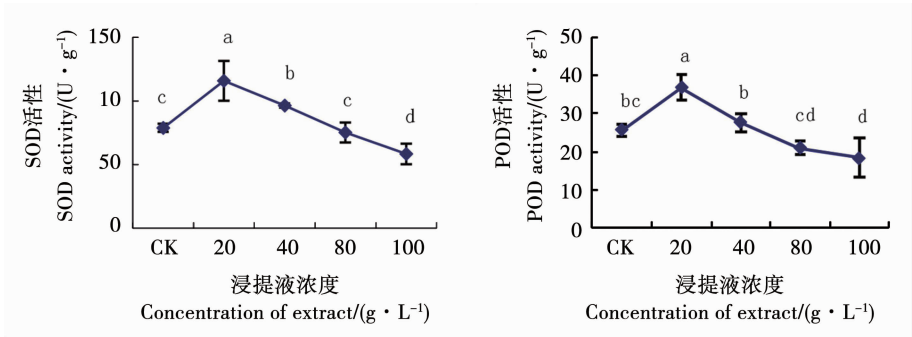 SOD活性
SOD activity/(U · g⁻¹)
150
10
50
0
c
a
b
c
d
CK 20 40 80 100
浸提液浓度
Concentration of extract/(g · L⁻¹)
POD活性
POD activity/(U · g⁻¹)
50
40
30
20
10
0
bc
a
b
cd
d
CK 20 40 80 100
浸提液浓度
Concentration of extract/(g · L⁻¹)